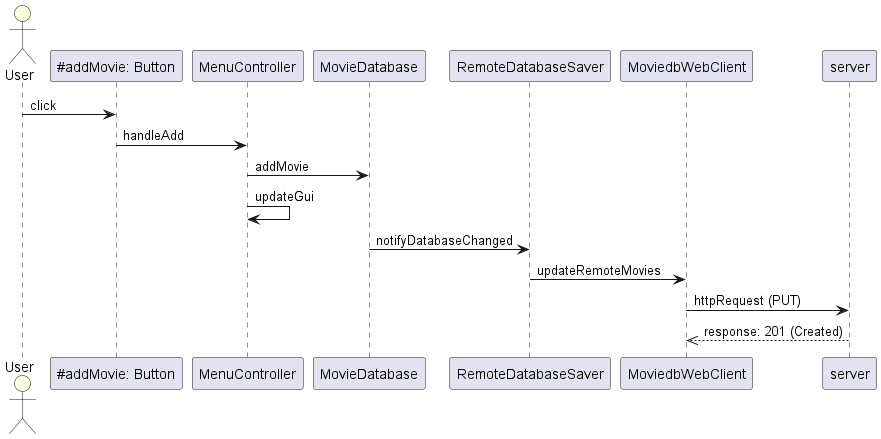 User
#addMovie: Button
MenuController
MovieDatabase
RemoteDatabaseSaver
MoviedbWebClient
server
click
handleAdd
addMovie
updateGui
notifyDatabaseChanged
updateRemoteMovies
httpRequest (PUT)
response: 201 (Created)
User
#addMovie: Button
MenuController
MovieDatabase
RemoteDatabaseSaver
MoviedbWebClient
server